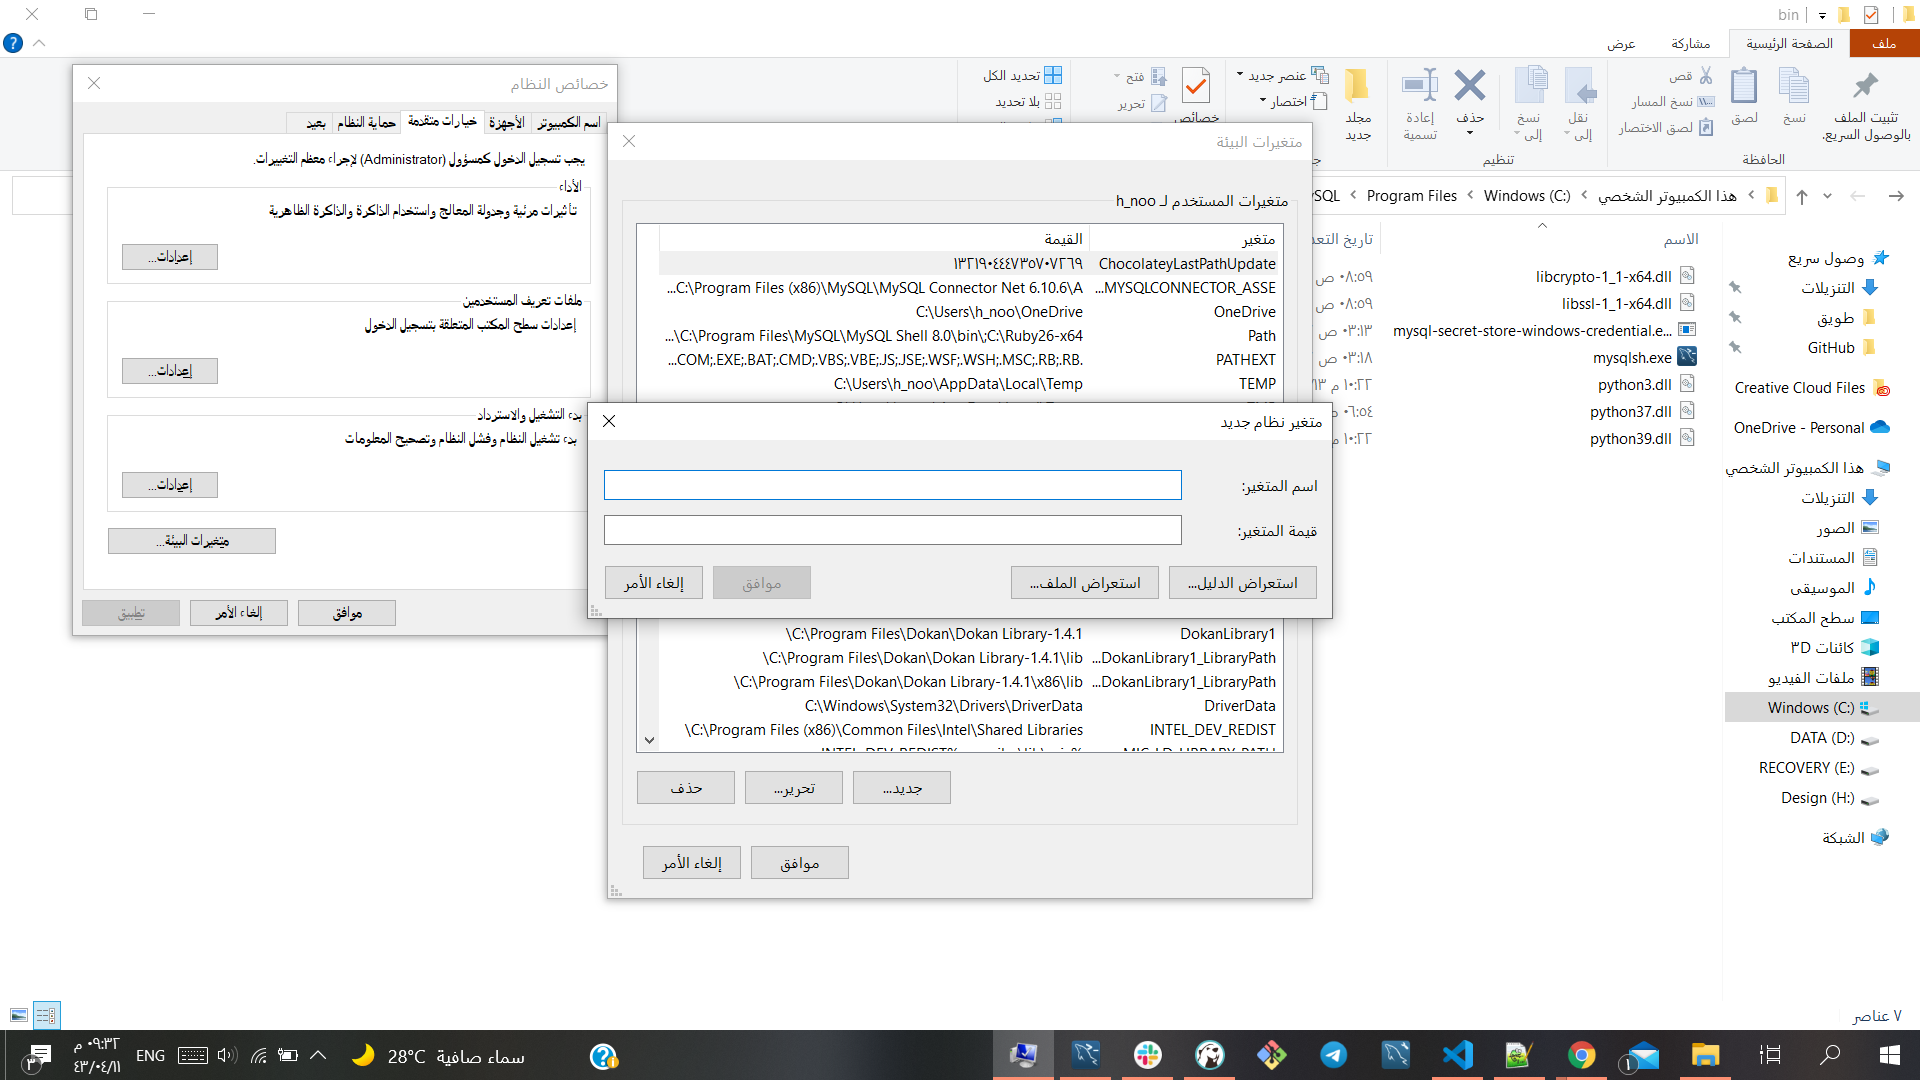 bin
ملف
الصفحة الرئيسية
مشاركة
عرض
تثبيت الملف
بالوصول السريع.
نسخ
لصق
قص
نسخ المسار
لصق الاختصار
الحافظة
نقل
إلى
نسخ
إلى
حذف
إعادة
تسمية
تنظيم
مجلد
جديد
عنصر جديد
اختصار
خصائص
فتح
تحرير
تحديد الكل
بلا تحديد
هذا الكمبيوتر الشخصي
Windows (C:)
Program Files
الاسم
libcrypto-1_1-x64.dll
٠٨:٥٩ ص
libssl-1_1-x64.dll
٠٨:٥٩ ص
mysql-secret-store-windows-credential.e...
٠٣:١٣ ص
mysqlsh.exe
٠٣:١٨ ص
python3.dll
١٠:٢٢ م
python37.dll
٠٦:٥٤
python39.dll
١٠:٢٢ م
وصول سريع
التنزيلات
طويق
GitHub
Creative Cloud Files
OneDrive - Personal
هذا الكمبيوتر الشخصي
التنزيلات
الصور
المستندات
الموسيقى
سطح المكتب
كائنات ٣D
ملفات الفيديو
Windows (C:)
DATA (D:)
RECOVERY (E:)
Design (H:)
الشبكة
٧ عناصر
خصائص النظام
اسم الكمبيوتر
الأجهزة
خيارات متقدمة
حماية النظام
بعيد
يجب تسجيل الدخول كمسؤول (Administrator) لإجراء معظم التغييرات.
الأداء
تأثيرات مرئية وجدولة المعالج واستخدام الذاكرة والذاكرة الظاهرية
إعدادات...
ملفات تعريف المستخدمين
إعدادات سطح المكتب المتعلقة بتسجيل الدخول
إعدادات...
بدء التشغيل والاسترداد
بدء تشغيل النظام وفشل النظام وتصحيح المعلومات
إعدادات...
متغيرات البيئة...
موافق
إلغاء الأمر
تطبيق
متغيرات البيئة
متغيرات المستخدم لـ h_noo
متغير
القيمة
ChocolateyLastPathUpdate
١٣٢١٩٠٤٤٤٧٣٥٧٠٧٢٦٩
MYSQLCONNECTOR_ASSE...
C:\Program Files (x86)\MySQL\MySQL Connector Net 6.10.6\A...
OneDrive
C:\Users\h_noo\OneDrive
Path
C:\Program Files\MySQL\MySQL Shell 8.0\bin\;C:\Ruby26-x64\...
PATHEXT
.COM;.EXE;.BAT;.CMD;.VBS;.VBE;.JS;.JSE;.WSF;.WSH;.MSC;.RB;.RB...
TEMP
C:\Users\h_noo\AppData\Local\Temp
متغير نظام جديد
اسم المتغير:
قيمة المتغير:
استعراض الدليل...
استعراض الملف...
موافق
إلغاء الأمر
DokanLibrary1
C:\Program Files\Dokan\Dokan Library-1.4.1\
DokanLibrary1_LibraryPath...
C:\Program Files\Dokan\Dokan Library-1.4.1\lib\
DokanLibrary1_LibraryPath...
C:\Program Files\Dokan\Dokan Library-1.4.1\x86\lib\
DriverData
C:\Windows\System32\Drivers\DriverData
INTEL_DEV_REDIST
C:\Program Files (x86)\Common Files\Intel\Shared Libraries\
جديد...
تحرير...
حذف
موافق
إلغاء الأمر
سماء صافية 28°C
ENG
٠٩:٣٢ م
٤٣/٠٤/١١